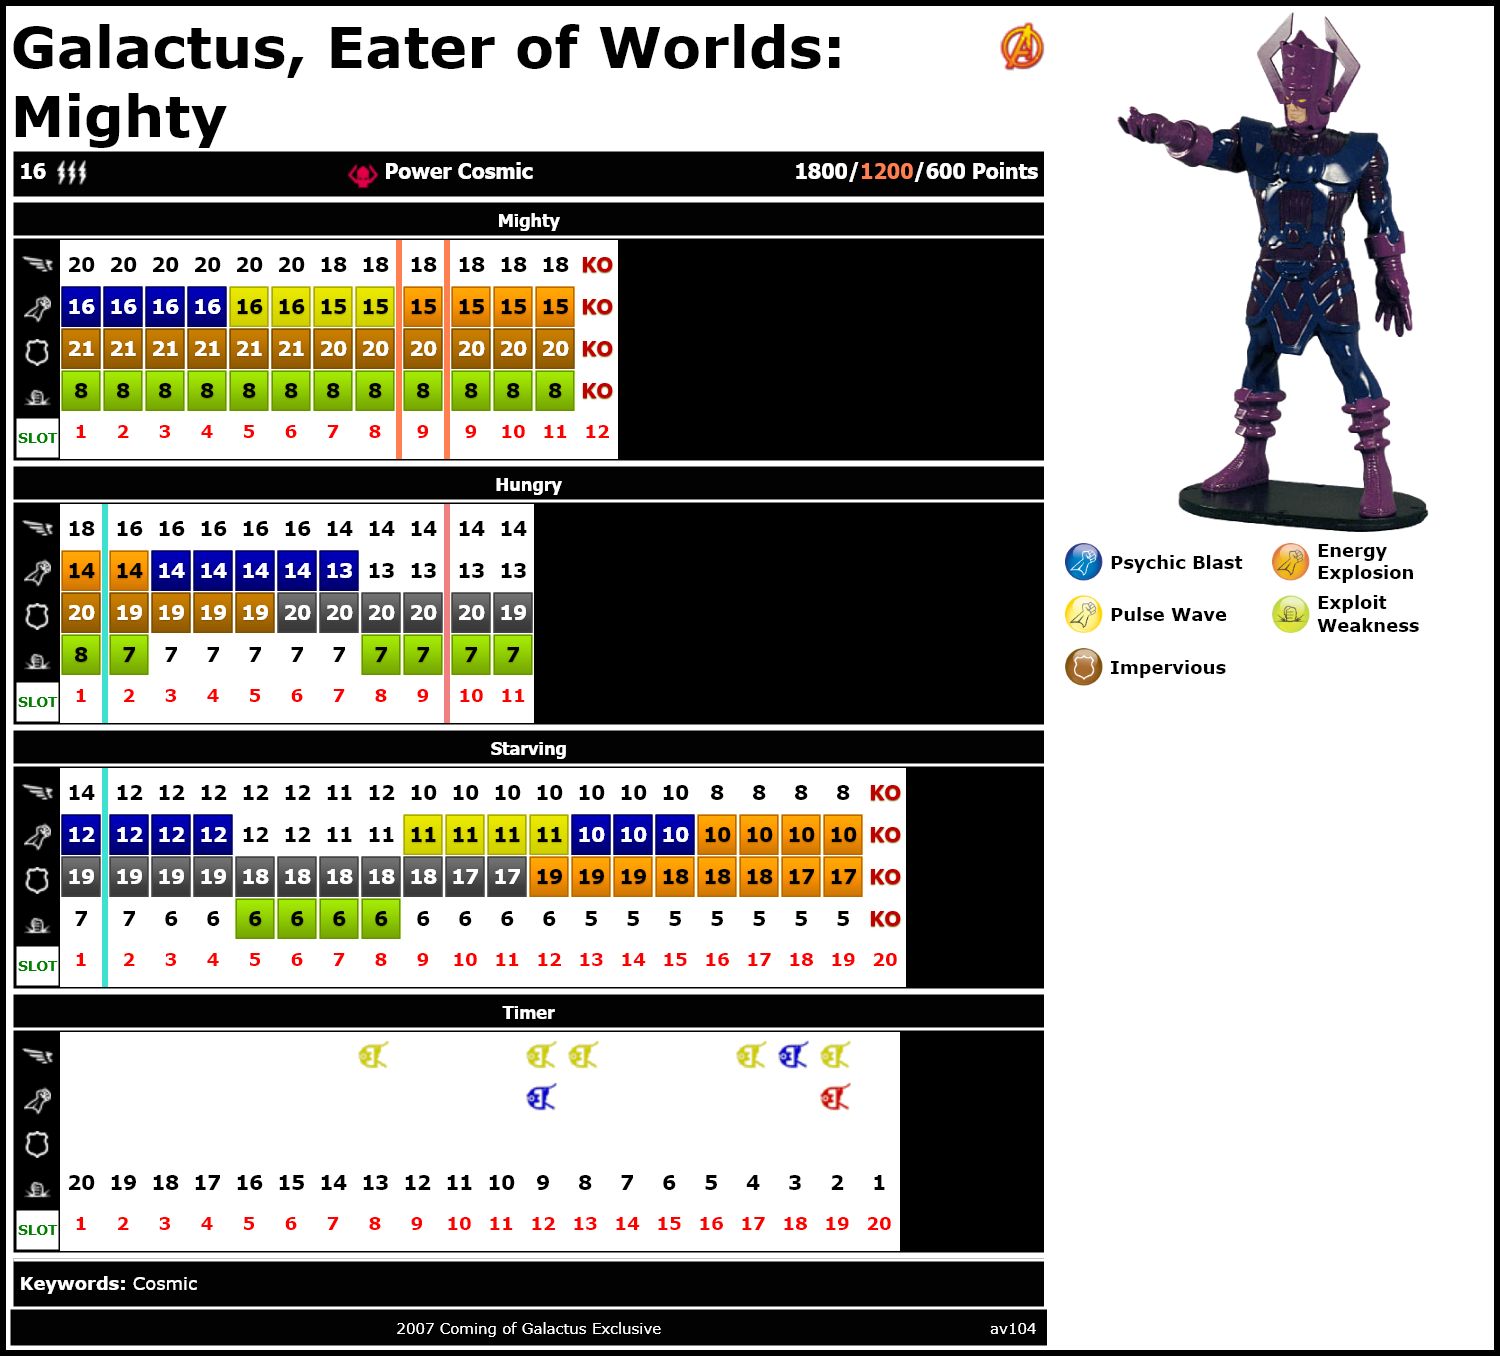 Galactus, Eater of Worlds:
Mighty
16 Power Cosmic 1800/1200/600 Points
Mighty
20 20 20 20 20 20 18 18 18 18 18 18 KO
16 16 16 16 16 16 15 15 15 15 15 15 KO
21 21 21 21 21 21 20 20 20 20 20 20 KO
8 8 8 8 8 8 8 8 8 8 8 8 KO
SLOT 1 2 3 4 5 6 7 8 9 9 10 11 12
Hungry
18 16 16 16 16 16 14 14 14 14 14
14 14 14 14 14 14 13 13 13 13 13
20 19 19 19 19 20 20 20 20 20 19
8 7 7 7 7 7 7 7 7 7 7
SLOT 1 2 3 4 5 6 7 8 9 10 11
Starving
14 12 12 12 12 12 11 12 10 10 10 10 10 10 10 8 8 8 8 KO
12 12 12 12 12 12 11 11 11 11 11 11 10 10 10 10 10 10 10 KO
19 19 19 19 18 18 18 18 18 17 17 19 19 19 18 18 18 17 17 KO
7 7 6 6 6 6 6 6 6 6 6 6 5 5 5 5 5 5 5 KO
SLOT 1 2 3 4 5 6 7 8 9 10 11 12 13 14 15 16 17 18 19 20
Timer
20 19 18 17 16 15 14 13 12 11 10 9 8 7 6 5 4 3 2 1
SLOT 1 2 3 4 5 6 7 8 9 10 11 12 13 14 15 16 17 18 19 20
Keywords: Cosmic
2007 Coming of Galactus Exclusive av104
Psychic Blast
Energy
Explosion
Pulse Wave
Exploit
Weakness
Impervious